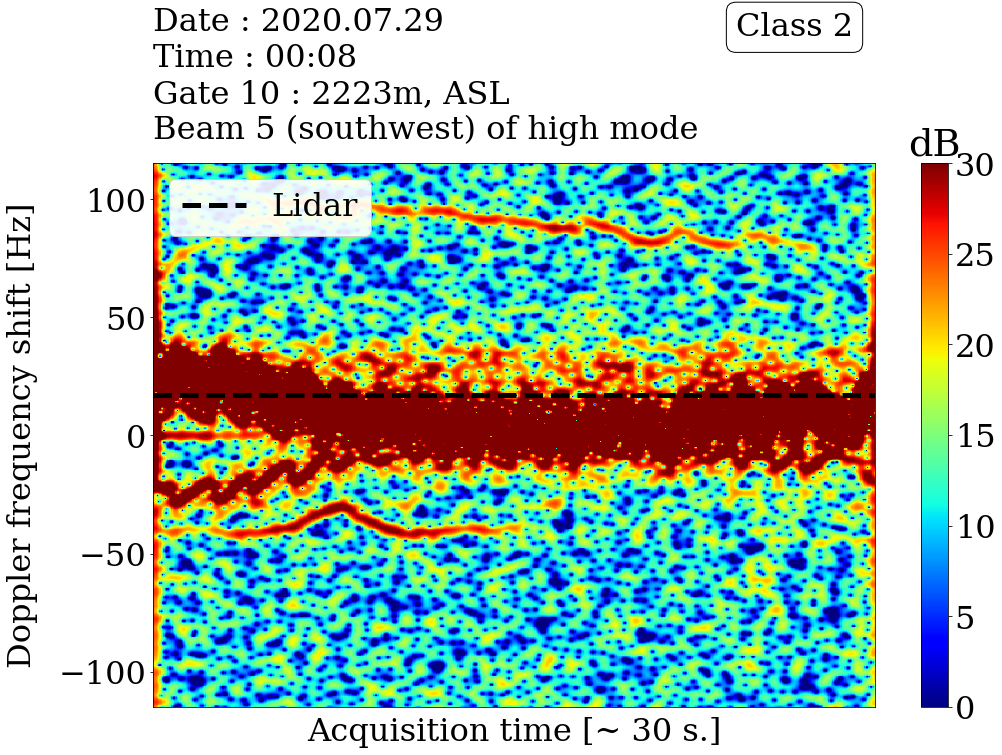 Date : 2020.07.29
Class 2
Time : 00:08
Gate 10 : 2223m, ASL
Beam 5 (southwest) of high mode
dB
Lidar
Doppler frequency shift [Hz]
100
50
0
−50
−100
30
25
20
15
10
5
0
Acquisition time [~ 30 s.]